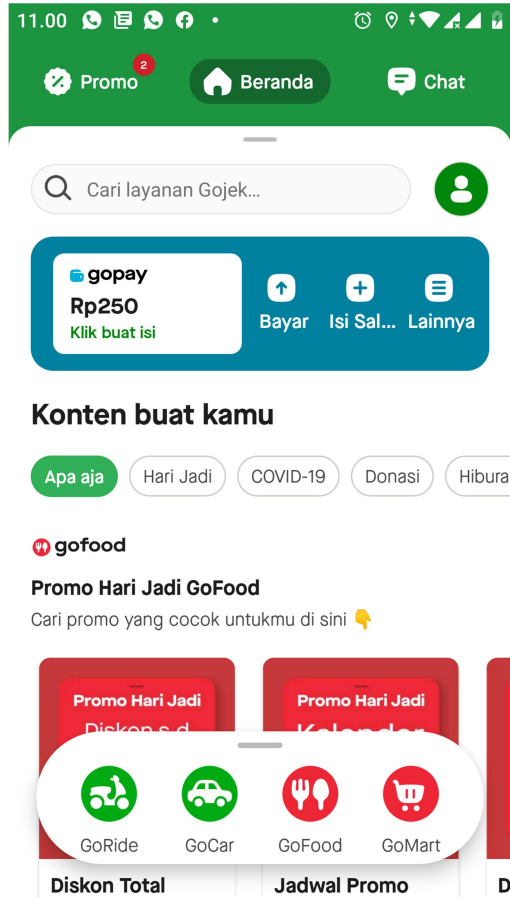 11.00
2
Promo
Beranda
Chat
Cari layanan Gojek...
gopay
Rp250
Klik buat isi
Bayar
Isi Sal...
Lainnya
Konten buat kamu
Apa aja
Hari Jadi
COVID-19
Donasi
Hibura
gofood
Promo Hari Jadi GoFood
Cari promo yang cocok untukmu di sini 👇
Promo Hari Jadi
Promo Hari Jadi
Diskon s.d
Kalender
GoRide
GoCar
GoFood
GoMart
Diskon Total
Jadwal Promo
D